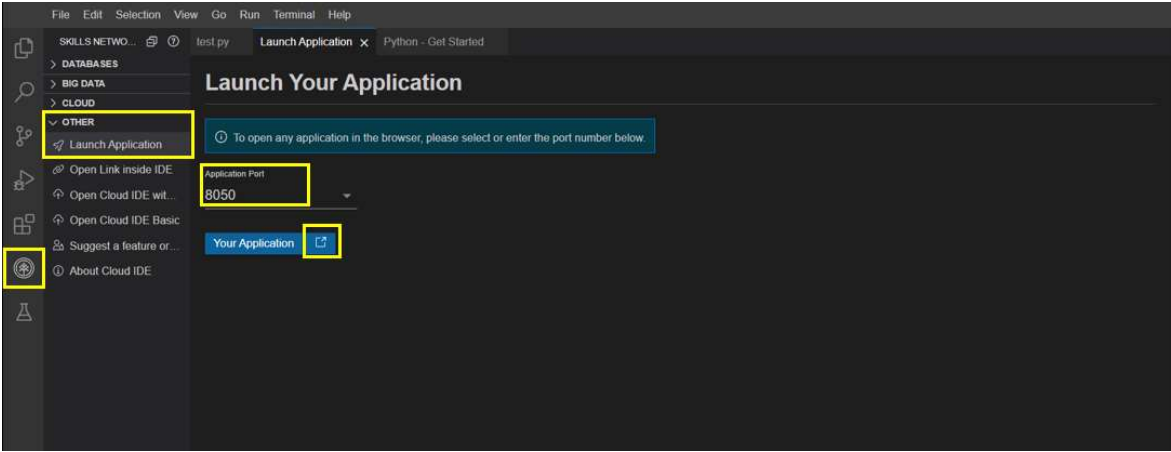 File Edit Selection View Go Run Terminal Help
SKILLS NETWO...
test py
Launch Application
Python - Get Started
DATABASES
BIG DATA
CLOUD
OTHER
Launch Application
Open Link inside IDE
Open Cloud IDE wit...
Open Cloud IDE Basic
Suggest a feature or...
About Cloud IDE
Launch Your Application
To open any application in the browser, please select or enter the port number below.
Application Port
8050
Your Application